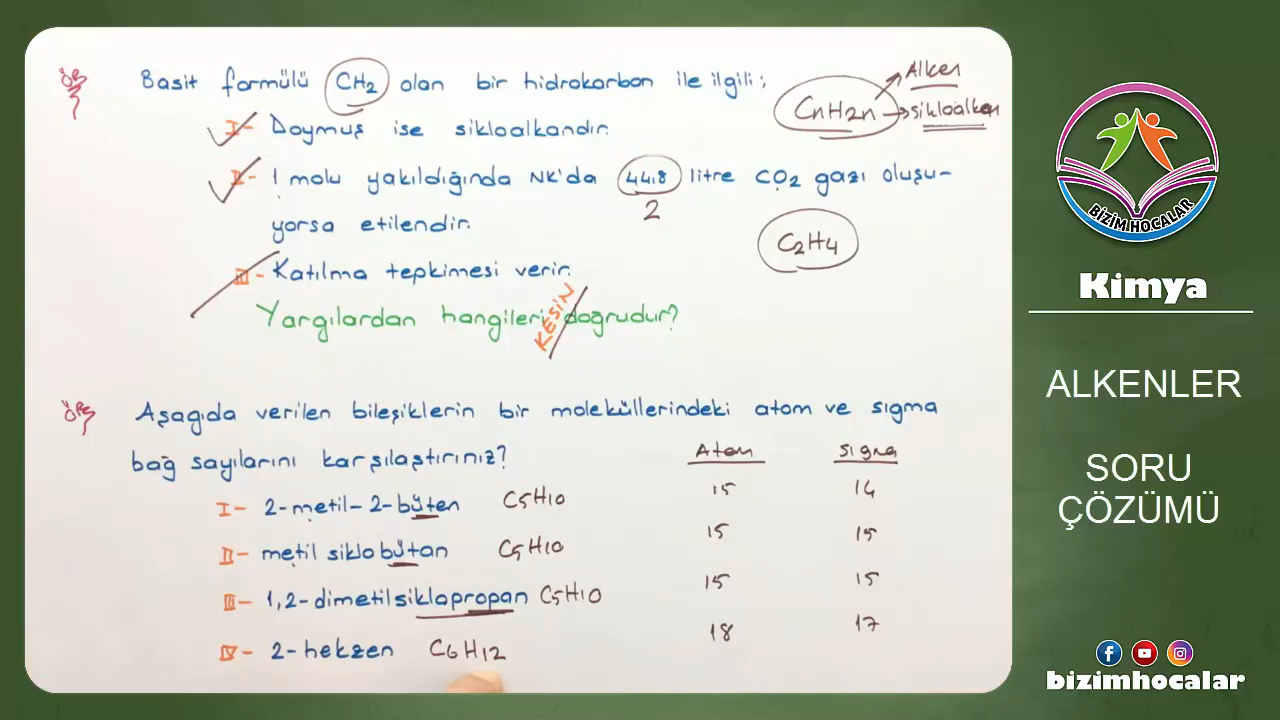 ÖR
Basit formülü CH2 olan bir hidrokarbon ile ilgili;
CnH2n
Alken
sikloalkan
I- Doymuş ise sikloalkandır.
II- 1 molü yakıldığında NK'da 44,8 litre CO2 gazı oluşu-
2
yorsa etilendir.
C2H4
III- Katılma tepkimesi verir.
Yargılardan hangileri doğrudur?
KESİN
ÖR
Aşağıda verilen bileşiklerin bir moleküllerindeki atom ve sigma
bağ sayılarını karşılaştırınız?
Atom sigma
I- 2-metil-2-büten C5H10 15 14
II- metil siklobütan C5H10 15 15
III- 1,2-dimetilsiklopropan C5H10 15 15
IV- 2-hekzen C6H12 18 17
BİZİM HOCALAR
Kimya
ALKENLER
SORU
ÇÖZÜMÜ
bizimhocalar